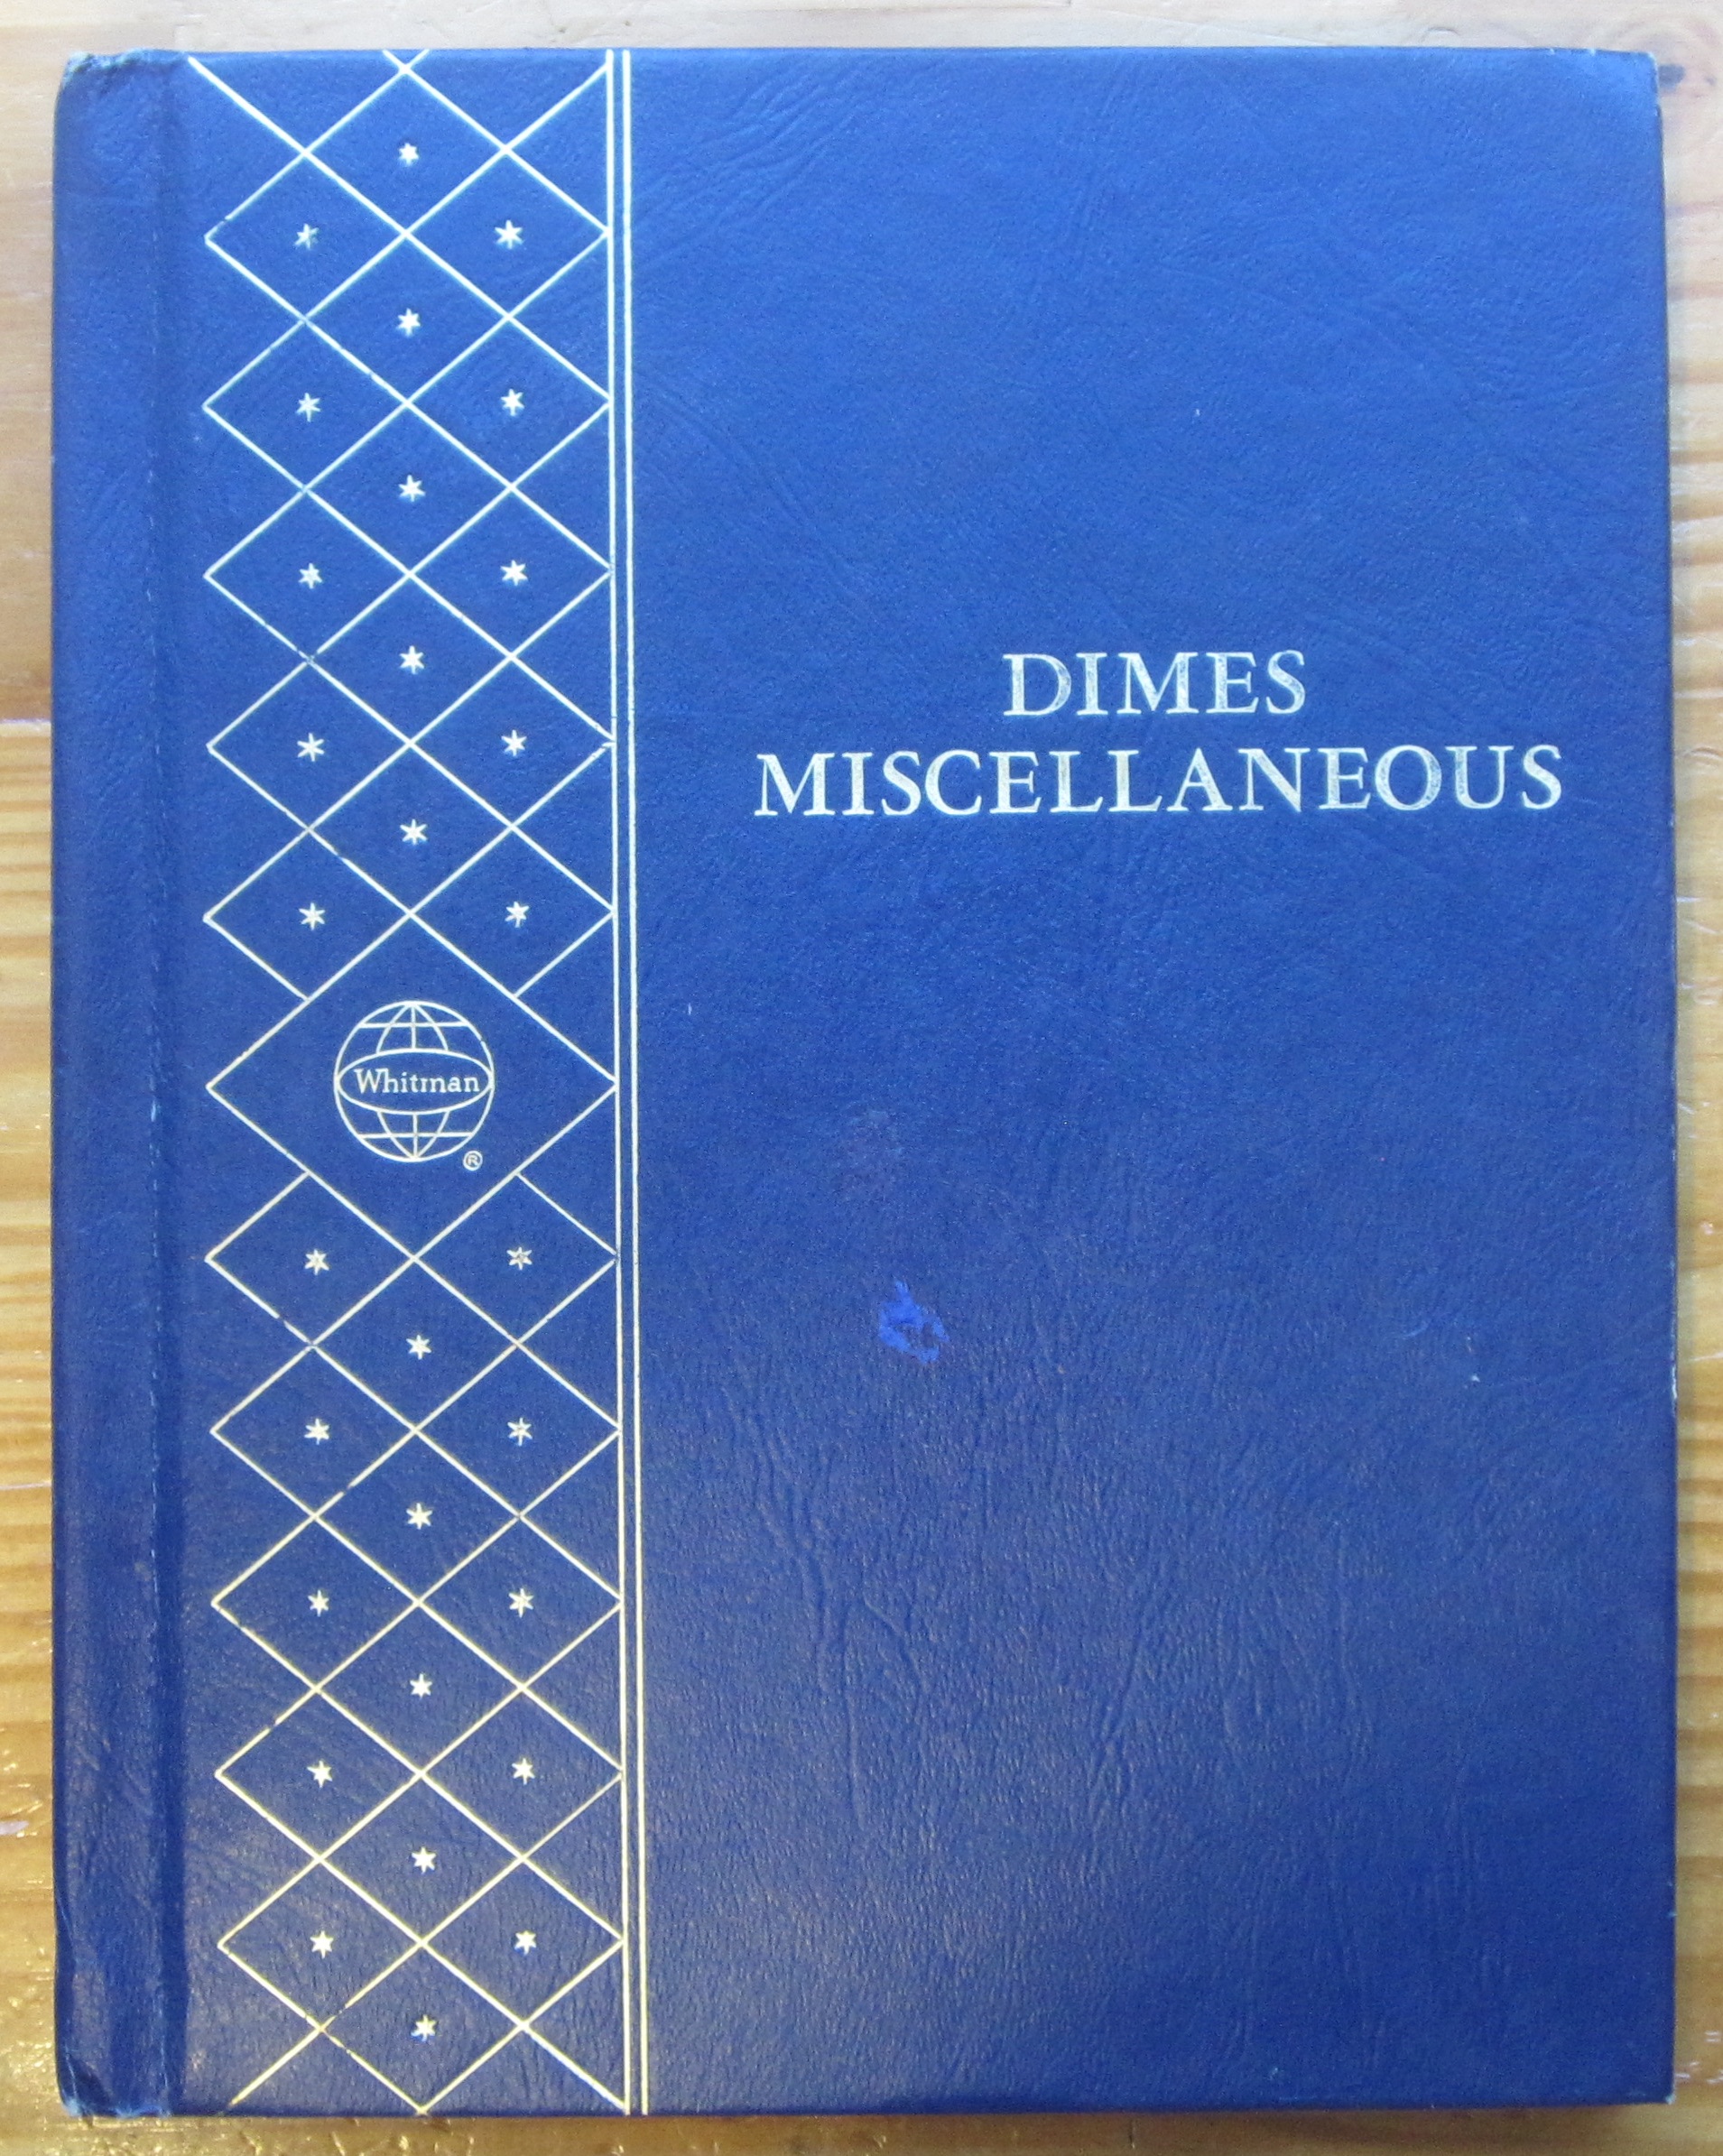 DIMES
MISCELLANEOUS
Whitman
®